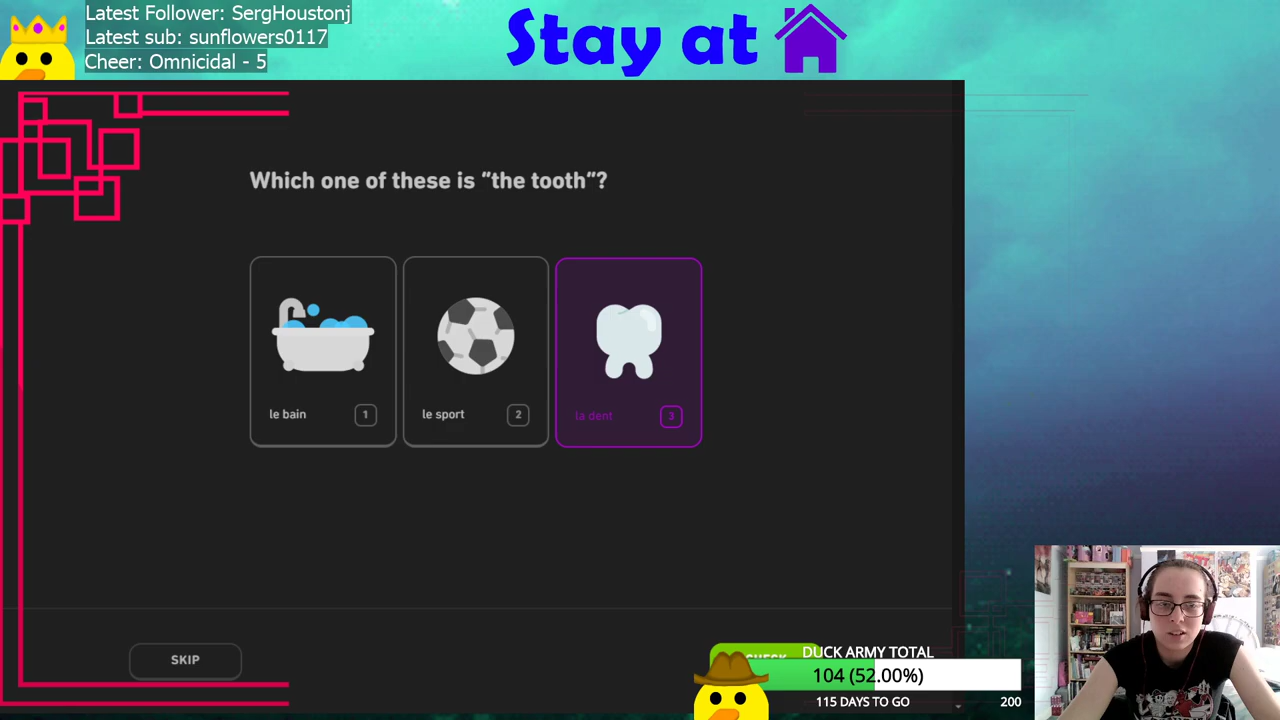 Latest Follower: SergHoustonj
Latest sub: sunflowers0117
Cheer: Omnicidal - 5
Stay at
Which one of these is “the tooth”?
le bain 1
le sport 2
la dent 3
SKIP
CHECK
DUCK ARMY TOTAL
104 (52.00%)
115 DAYS TO GO 200